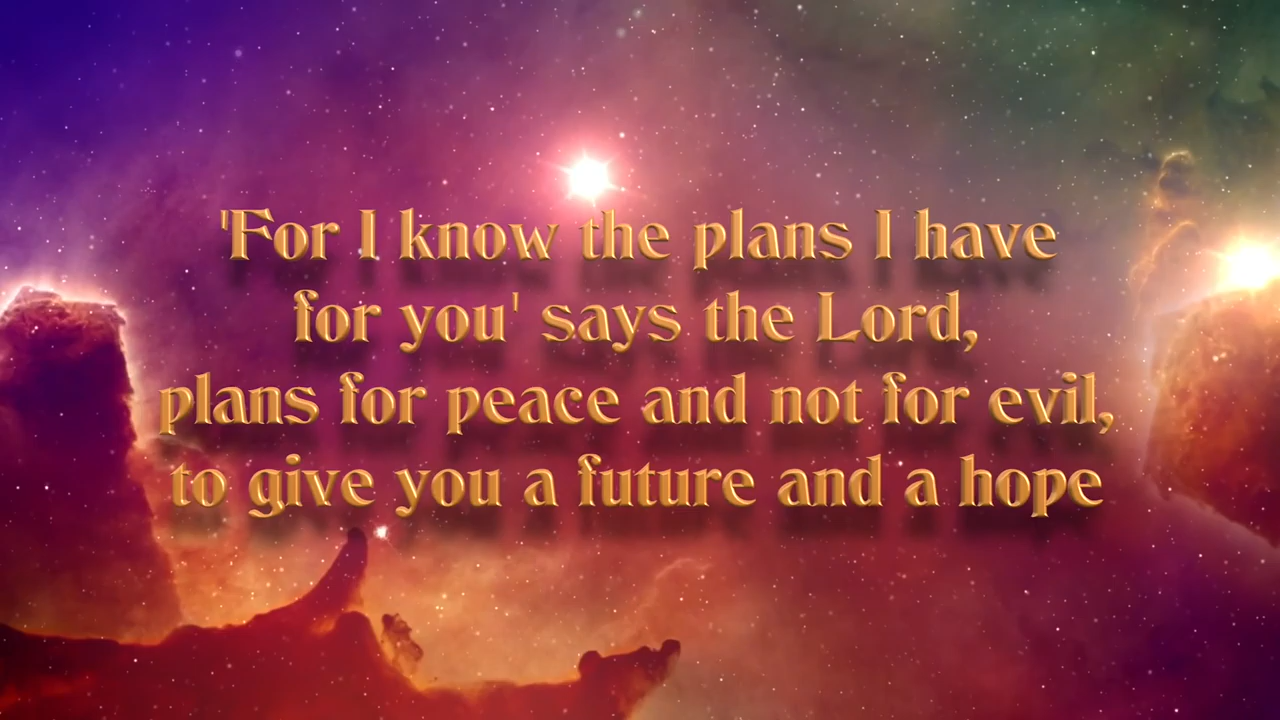 'For I know the plans I have
for you' says the Lord,
plans for peace and not for evil,
to give you a future and a hope